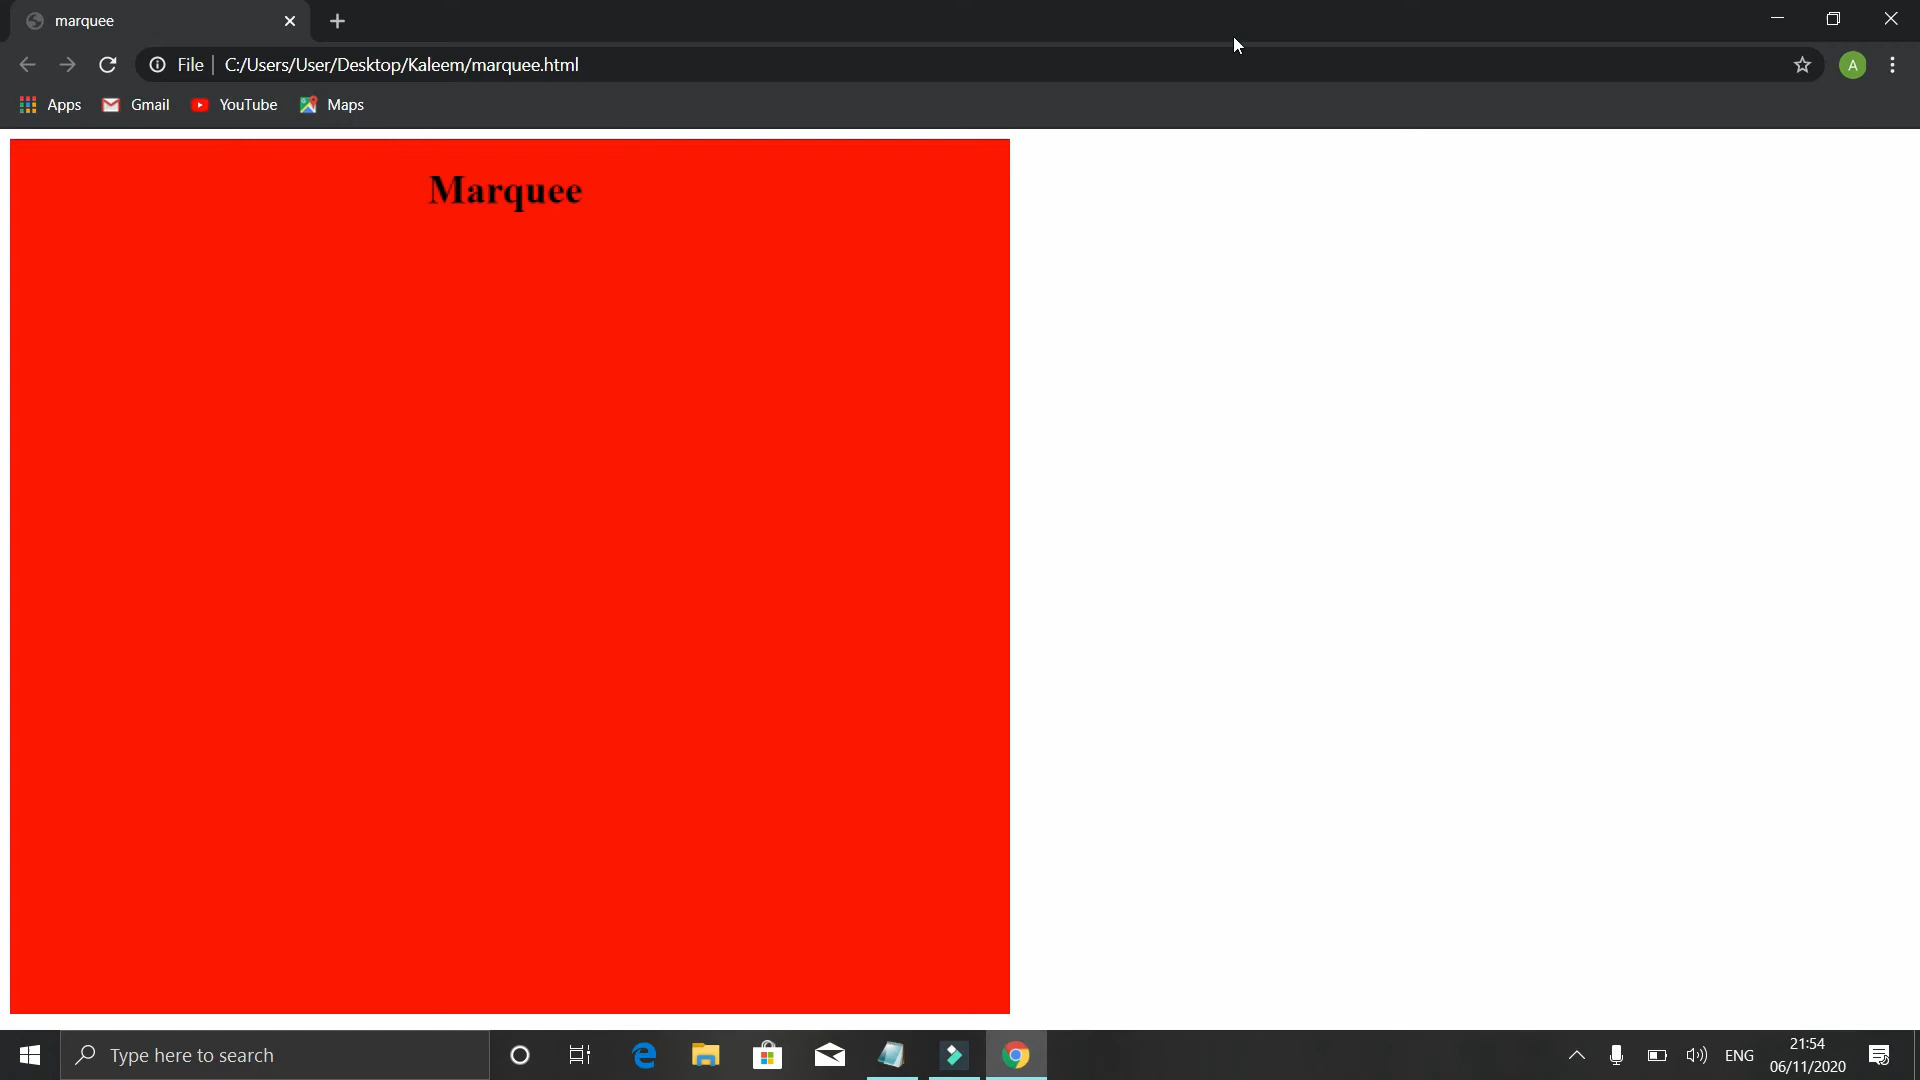 marquee
File | C:/Users/User/Desktop/Kaleem/marquee.html
A
Apps Gmail YouTube Maps
Marquee
Type here to search
ENG
21:54
06/11/2020